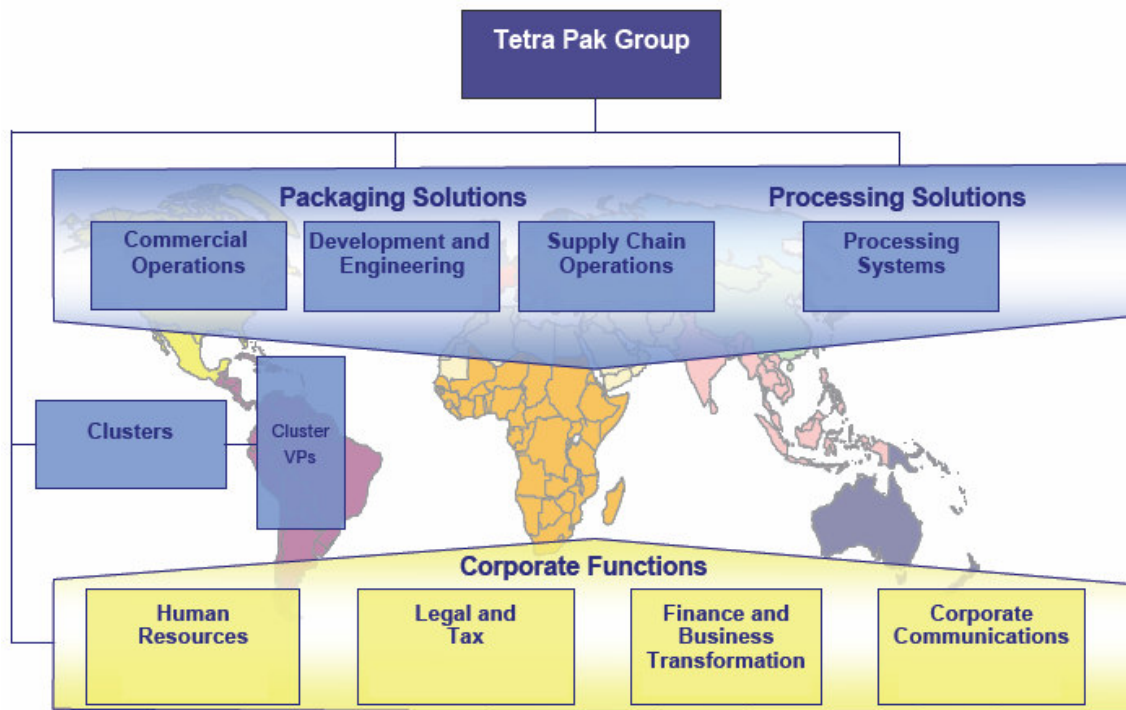 Tetra Pak Group
Packaging Solutions
Processing Solutions
Commercial
Operations
Development and
Engineering
Supply Chain
Operations
Processing
Systems
Clusters
Cluster
VPs
Corporate Functions
Human
Resources
Legal and
Tax
Finance and
Business
Transformation
Corporate
Communications